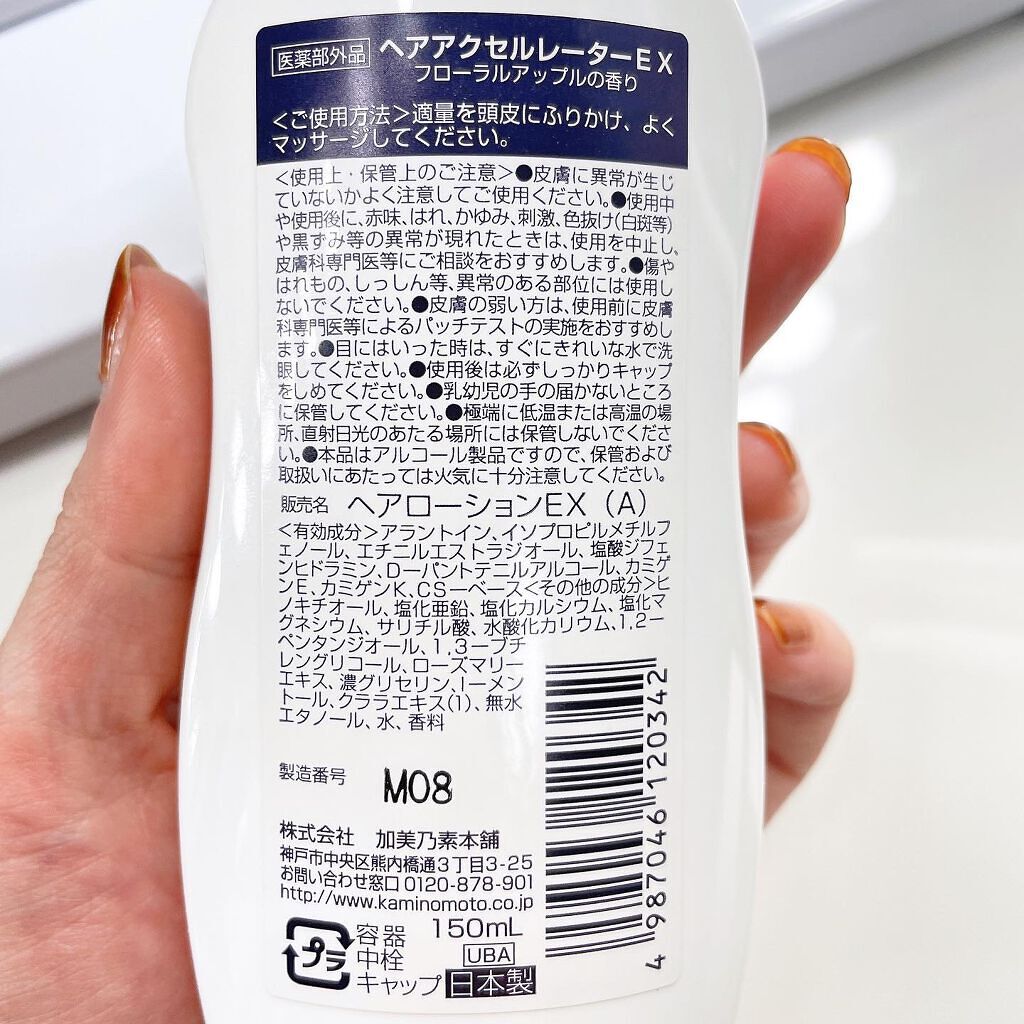 医薬部外品 ヘアアクセルレーターEX
フローラルアップルの香り
<ご使用方法>適量を頭皮にふりかけ、よく
マッサージしてください。
<使用上・保管上のご注意>●皮膚に異常が生じ
ていないかよく注意してご使用ください。●使用中
や使用後に、赤味、はれ、かゆみ、刺激、色抜け(白斑等)
や黒ずみ等の異常が現れたときは、使用を中止し、
皮膚科専門医等にご相談をおすすめします。●傷や
はれもの、しっしん等、異常のある部位には使用し
ないでください。●皮膚の弱い方は、使用前に皮膚
科専門医等によるパッチテストの実施をおすすめし
ます。●目にはいった時は、すぐにきれいな水で洗
眼してください。●使用後は必ずしっかりキャップ
をしめてください。●乳幼児の手の届かないところ
に保管してください。●極端に低温または高温の場
所、直射日光のあたる場所には保管しないでくださ
い。●本品はアルコール製品ですので、保管および
取扱いにあたっては火気に十分注意してください。
販売名 ヘアローションEX(A)
<有効成分>アラントイン、イソプロピルメチルフ
ェノール、エチニルエストラジオール、塩酸ジフェ
ンヒドラミン、D-パントテニルアルコール、カミゲ
ンE、カミゲンK、CS-ベース<その他の成分>ヒ
ノキチオール、塩化亜鉛、塩化カルシウム、塩化マ
グネシウム、サリチル酸、水酸化カリウム、1,2-
ペンタンジオール、1,3-ブチ
レングリコール、ローズマリー
エキス、濃グリセリン、l-メン
トール、クララエキス(1)、無水
エタノール、水、香料
製造番号 M08
株式会社 加美乃素本舗
神戸市中央区熊内橋通3丁目3-25
お問い合わせ窓口 0120-878-901
http://www.kaminomoto.co.jp
150mL
プラ
容器
中栓
キャップ
UBA
日本製
4 987046 120342